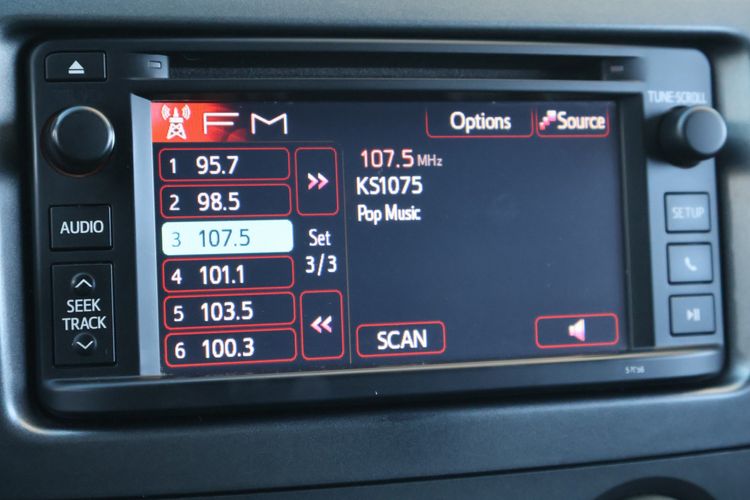 TUNE•SCROLL
FM
Options
Source
1 95.7
2 98.5
3 107.5
4 101.1
5 103.5
6 100.3
>>
Set
3/3
<<
107.5 MHz
KS1075
Pop Music
SCAN
AUDIO
SEEK
TRACK
SETUP